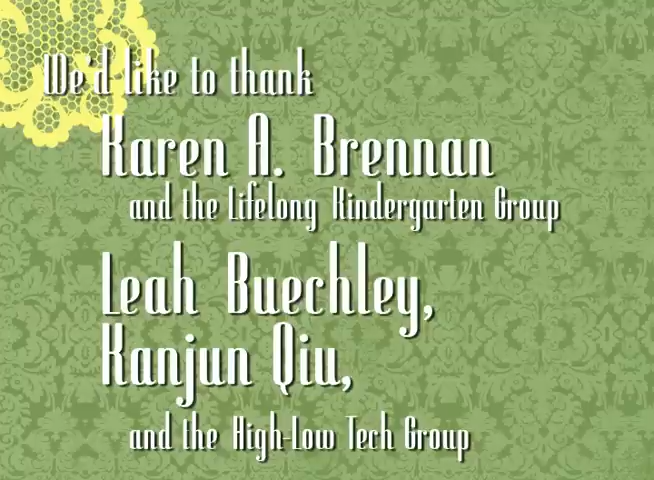 We'd like to thank
Karen A. Brennan
and the Lifelong Kindergarten Group
Leah Buechley,
Kanjun Qiu,
and the High-Low Tech Group